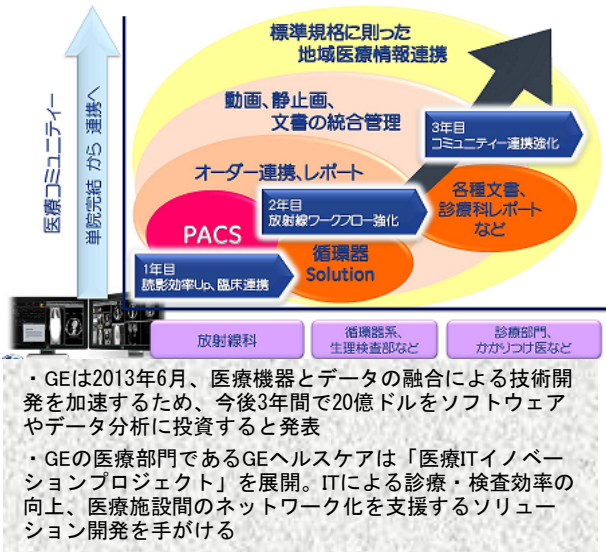 標準規格に則った
地域医療情報連携
動画、静止画、
文書の統合管理
3年目
コミュニティー連携強化
オーダー連携、レポート
2年目
放射線ワークフロー強化
各種文書、
診療科レポート
など
PACS
循環器
Solution
1年目
読影効率Up、臨床連携
医療コミュニティー
単院完結 から 連携へ
放射線科
循環器系、
生理検査部など
診療部門、
かかりつけ医など
・GEは2013年6月、医療機器とデータの融合による技術開
発を加速するため、今後3年間で20億ドルをソフトウェア
やデータ分析に投資すると発表
・GEの医療部門であるGEヘルスケアは「医療ITイノベー
ションプロジェクト」を展開。ITによる診療・検査効率の
向上、医療施設間のネットワーク化を支援するソリュー
ション開発を手がける